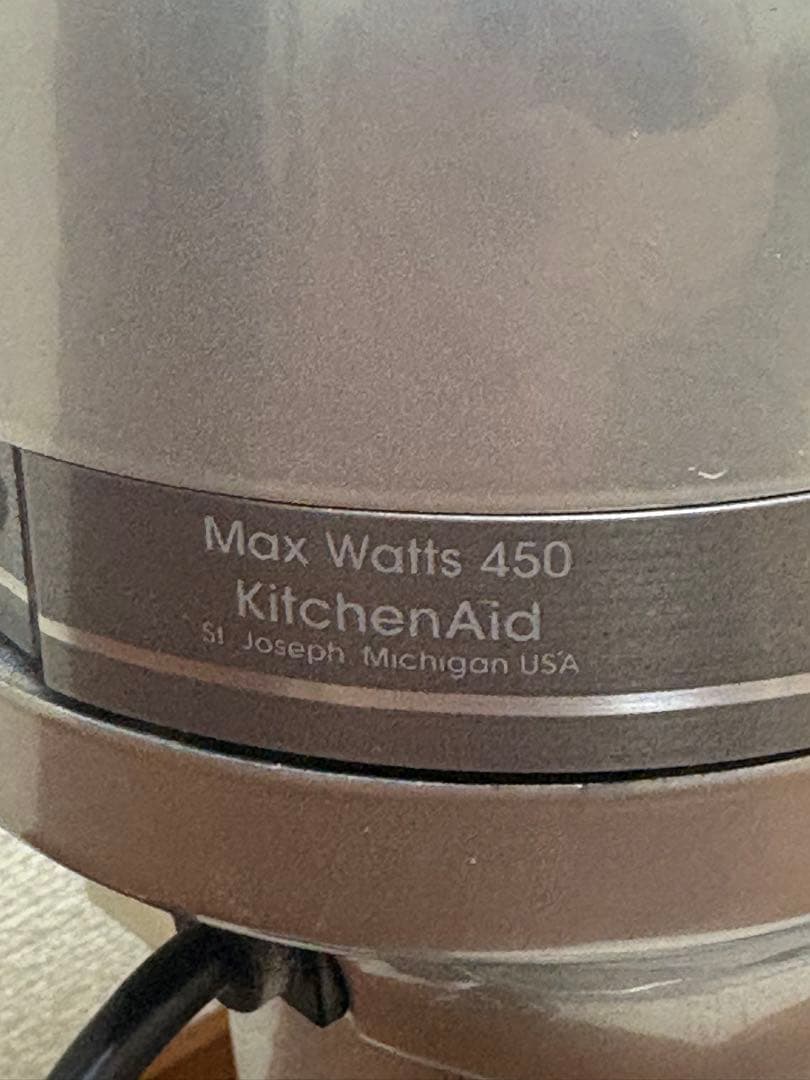 Max Watts 450
KitchenAid
St. Joseph, Michigan USA